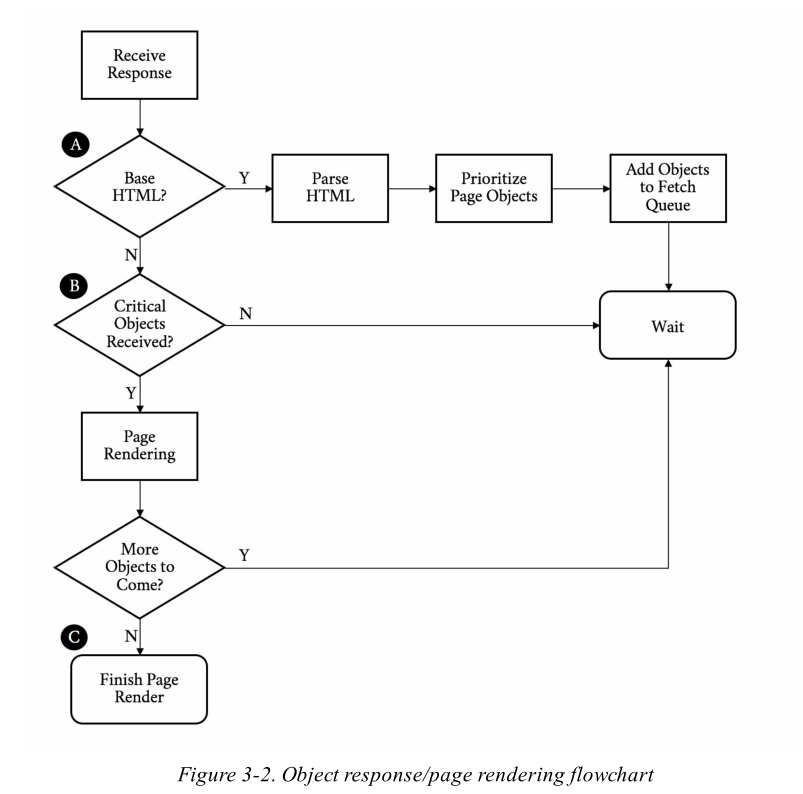 Receive
Response
A
Base
HTML?
Y
Parse
HTML
Prioritize
Page Objects
Add Objects
to Fetch
Queue
N
B
Critical
Objects
Received?
N
Wait
Y
Page
Rendering
More
Objects to
Come?
Y
C
N
Finish Page
Render
Figure 3-2. Object response/page rendering flowchart